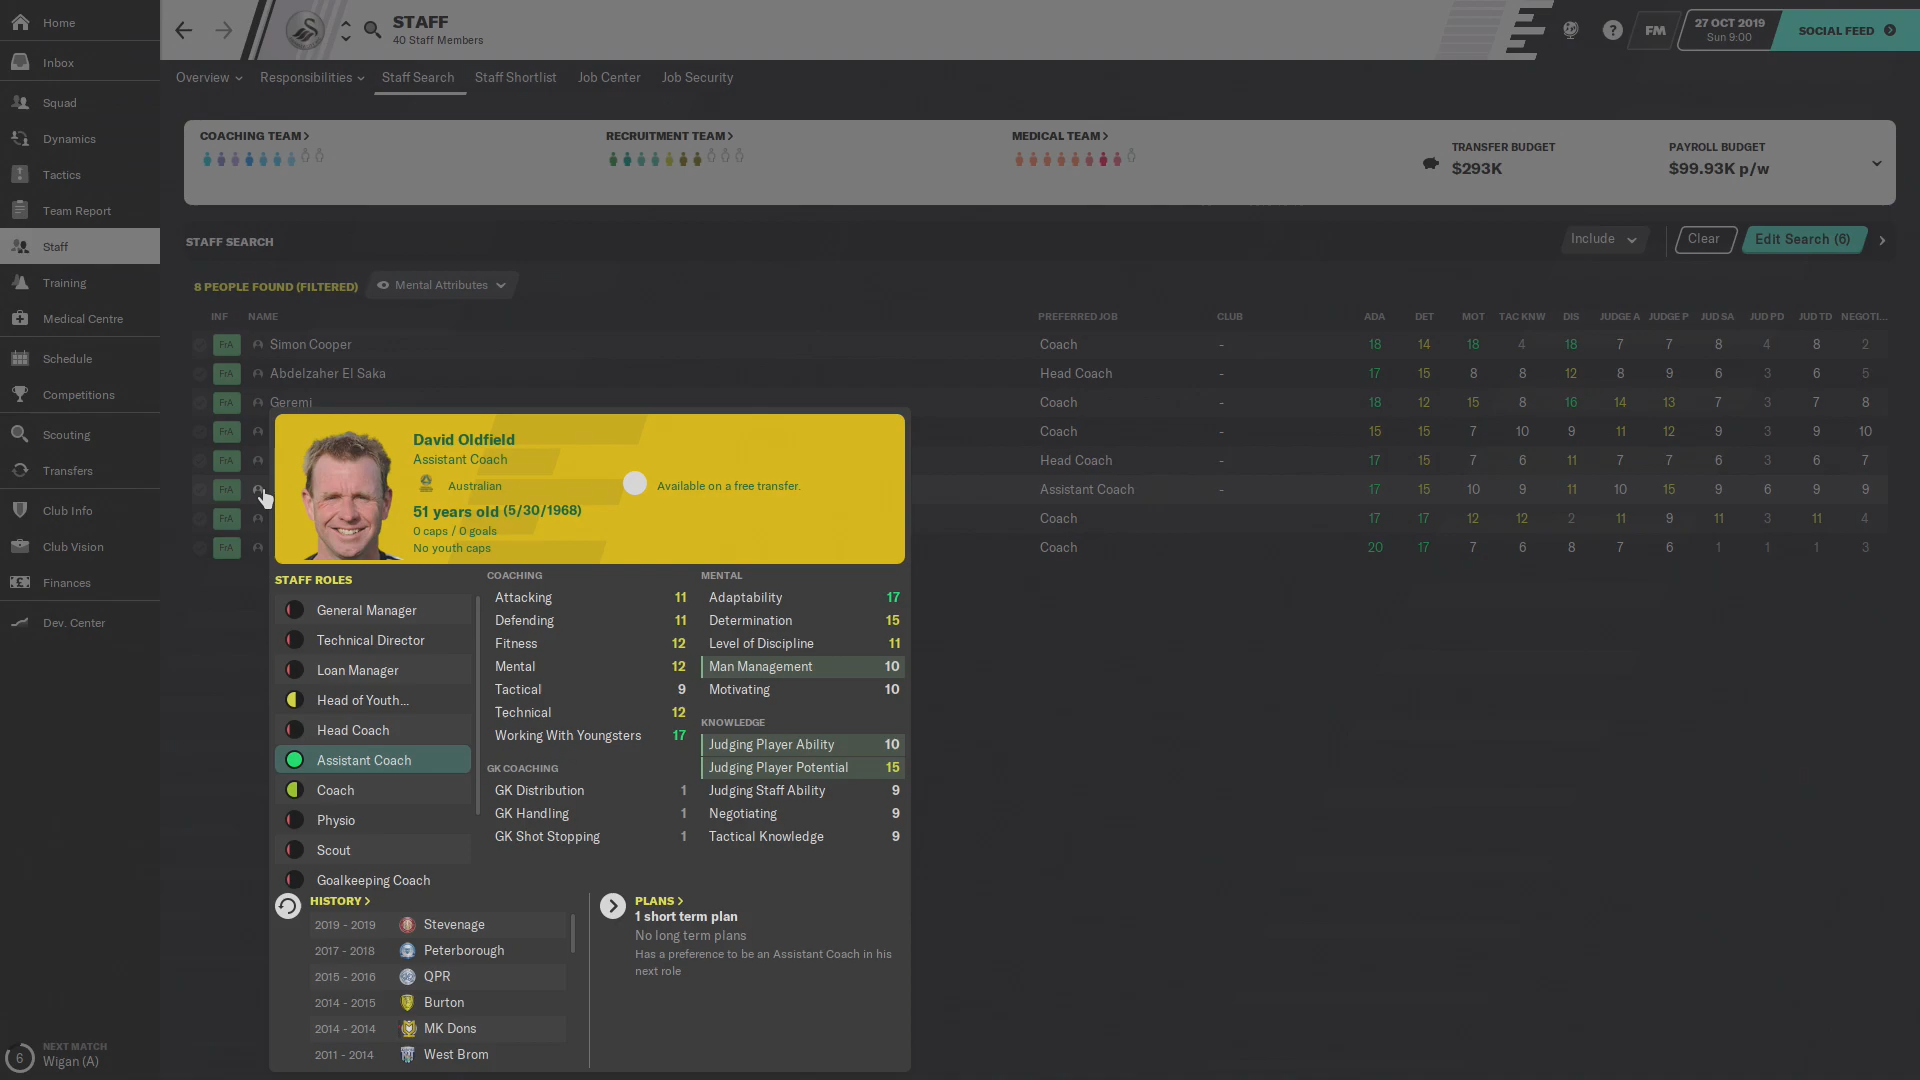 Home
Inbox
Squad
Dynamics
Tactics
Team Report
Staff
Training
Medical Centre
Schedule
Competitions
Scouting
Transfers
Club Info
Club Vision
Finances
Dev. Center
6 NEXT MATCH
Wigan (A)
STAFF
40 Staff Members
FM
27 OCT 2019
Sun 9:00
SOCIAL FEED
Overview Responsibilities Staff Search Staff Shortlist Job Center Job Security
COACHING TEAM RECRUITMENT TEAM MEDICAL TEAM
TRANSFER BUDGET
$293K
PAYROLL BUDGET
$99.93K p/w
STAFF SEARCH
Include Clear Edit Search (6)
8 PEOPLE FOUND (FILTERED) Mental Attributes
INF NAME PREFERRED JOB CLUB ADA DET MOT TAC KNW DIS JUDGE A JUDGE P JUD SA JUD PD JUD TD NEGOTI...
FrA Simon Cooper Coach - 18 14 18 4 18 7 7 8 4 8 2
FrA Abdelzaher El Saka Head Coach - 17 15 8 8 12 8 9 6 3 6 5
FrA Geremi Coach - 18 12 15 8 16 14 13 7 3 7 8
FrA Coach - 15 15 7 10 9 11 12 9 3 9 10
FrA Head Coach - 17 15 7 6 11 7 7 6 3 6 7
FrA Assistant Coach - 17 15 10 9 11 10 15 9 6 9 9
FrA Coach 17 17 12 12 2 11 9 11 3 11 4
FrA Coach 20 17 7 6 8 7 6 1 1 1 3
David Oldfield
Assistant Coach
Australian
51 years old (5/30/1968)
0 caps / 0 goals
No youth caps
Available on a free transfer.
STAFF ROLES
General Manager
Technical Director
Loan Manager
Head of Youth...
Head Coach
Assistant Coach
Coach
Physio
Scout
Goalkeeping Coach
COACHING
Attacking 11
Defending 11
Fitness 12
Mental 12
Tactical 9
Technical 12
Working With Youngsters 17
GK COACHING
GK Distribution 1
GK Handling 1
GK Shot Stopping 1
MENTAL
Adaptability 17
Determination 15
Level of Discipline 11
Man Management 10
Motivating 10
KNOWLEDGE
Judging Player Ability 10
Judging Player Potential 15
Judging Staff Ability 9
Negotiating 9
Tactical Knowledge 9
HISTORY
2019 - 2019 Stevenage
2017 - 2018 Peterborough
2015 - 2016 QPR
2014 - 2015 Burton
2014 - 2014 MK Dons
2011 - 2014 West Brom
PLANS
1 short term plan
No long term plans
Has a preference to be an Assistant Coach in his
next role